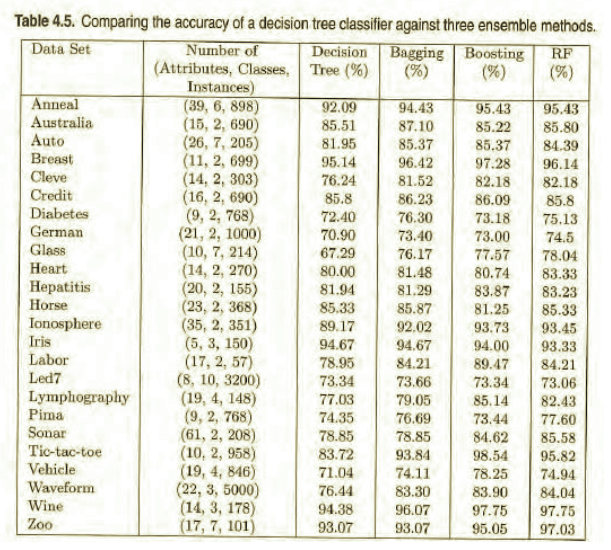 Table 4.5. Comparing the accuracy of a decision tree classifier against three ensemble methods.
Data Set Number of (Attributes, Classes, Instances) Decision Tree (%) Bagging (%) Boosting (%) RF (%)
Anneal (39, 6, 898) 92.09 94.43 95.43 95.43
Australia (15, 2, 690) 85.51 87.10 85.22 85.80
Auto (26, 7, 205) 81.95 85.37 85.37 84.39
Breast (11, 2, 699) 95.14 96.42 97.28 96.14
Cleve (14, 2, 303) 76.24 81.52 82.18 82.18
Credit (16, 2, 690) 85.8 86.23 86.09 85.8
Diabetes (9, 2, 768) 72.40 76.30 73.18 75.13
German (21, 2, 1000) 70.90 73.40 73.00 74.5
Glass (10, 7, 214) 67.29 76.17 77.57 78.04
Heart (14, 2, 270) 80.00 81.48 80.74 83.33
Hepatitis (20, 2, 155) 81.94 81.29 83.87 83.23
Horse (23, 2, 368) 85.33 85.87 81.25 85.33
Ionosphere (35, 2, 351) 89.17 92.02 93.73 93.45
Iris (5, 3, 150) 94.67 94.67 94.00 93.33
Labor (17, 2, 57) 78.95 84.21 89.47 84.21
Led7 (8, 10, 3200) 73.34 73.66 73.34 73.06
Lymphography (19, 4, 148) 77.03 79.05 85.14 82.43
Pima (9, 2, 768) 74.35 76.69 73.44 77.60
Sonar (61, 2, 208) 78.85 78.85 84.62 85.58
Tic-tac-toe (10, 2, 958) 83.72 93.84 98.54 95.82
Vehicle (19, 4, 846) 71.04 74.11 78.25 74.94
Waveform (22, 3, 5000) 76.44 83.30 83.90 84.04
Wine (14, 3, 178) 94.38 96.07 97.75 97.75
Zoo (17, 7, 101) 93.07 93.07 95.05 97.03